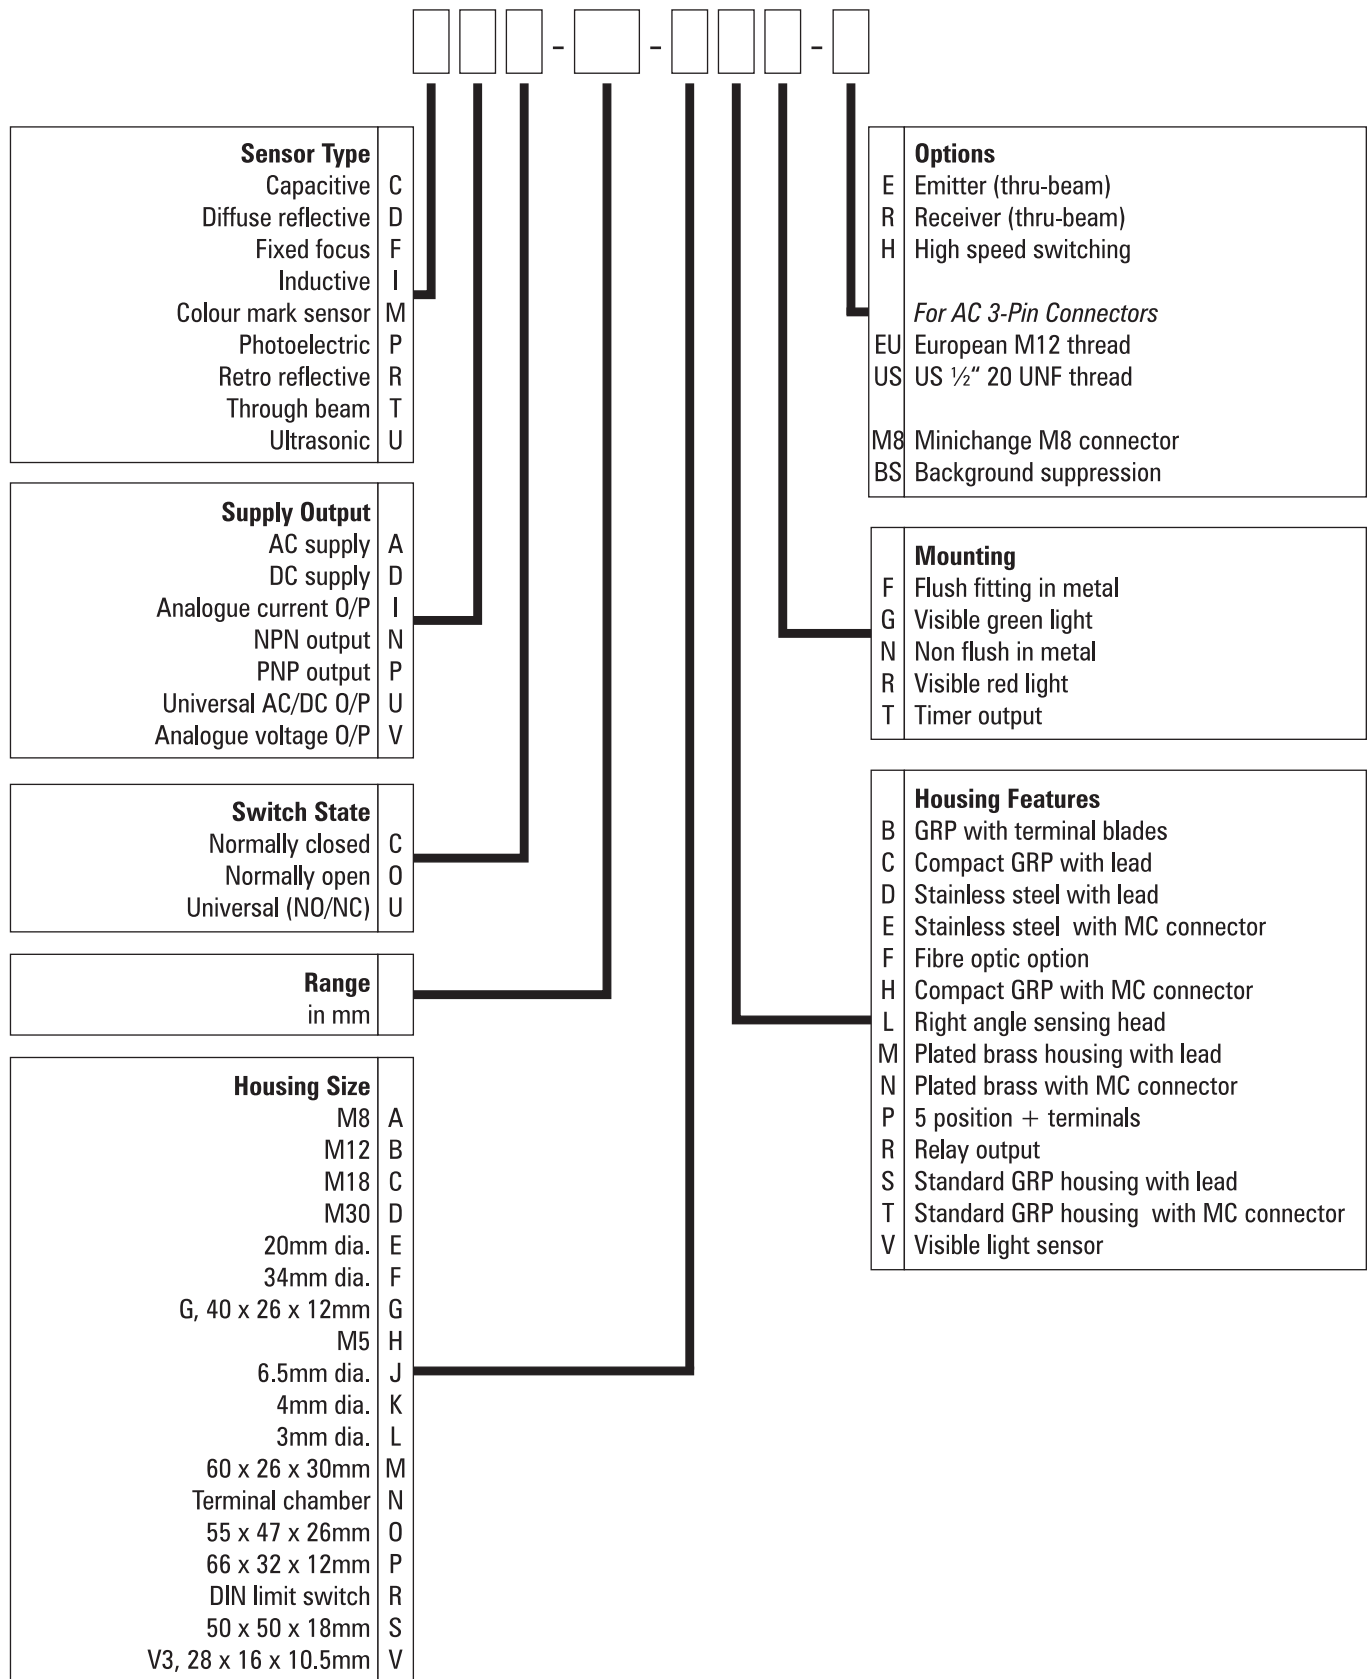 - - -
Sensor Type
Capacitive C
Diffuse reflective D
Fixed focus F
Inductive I
Colour mark sensor M
Photoelectric P
Retro reflective R
Through beam T
Ultrasonic U
Supply Output
AC supply A
DC supply D
Analogue current O/P I
NPN output N
PNP output P
Universal AC/DC O/P U
Analogue voltage O/P V
Switch State
Normally closed C
Normally open O
Universal (NO/NC) U
Range
in mm
Housing Size
M8 A
M12 B
M18 C
M30 D
20mm dia. E
34mm dia. F
G, 40 x 26 x 12mm G
M5 H
6.5mm dia. J
4mm dia. K
3mm dia. L
60 x 26 x 30mm M
Terminal chamber N
55 x 47 x 26mm O
66 x 32 x 12mm P
DIN limit switch R
50 x 50 x 18mm S
V3, 28 x 16 x 10.5mm V
Options
E Emitter (thru-beam)
R Receiver (thru-beam)
H High speed switching
For AC 3-Pin Connectors
EU European M12 thread
US US ½“ 20 UNF thread
M8 Minichange M8 connector
BS Background suppression
Mounting
F Flush fitting in metal
G Visible green light
N Non flush in metal
R Visible red light
T Timer output
Housing Features
B GRP with terminal blades
C Compact GRP with lead
D Stainless steel with lead
E Stainless steel with MC connector
F Fibre optic option
H Compact GRP with MC connector
L Right angle sensing head
M Plated brass housing with lead
N Plated brass with MC connector
P 5 position + terminals
R Relay output
S Standard GRP housing with lead
T Standard GRP housing with MC connector
V Visible light sensor